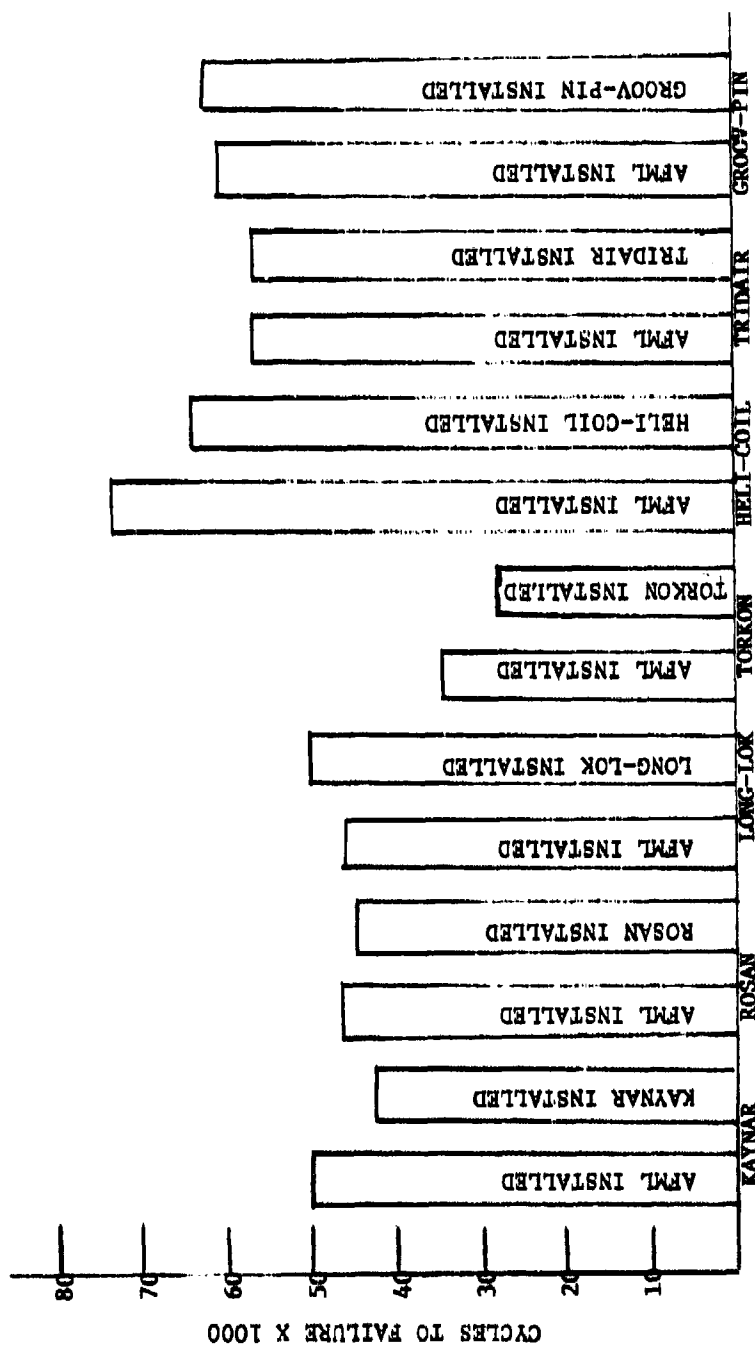 CYCLES TO FAILURE X 1000
80
70
60
50
40
30
20
10
AFML INSTALLED
KAYNAR INSTALLED
AFML INSTALLED
ROSAN INSTALLED
AFML INSTALLED
LONG-LOK INSTALLED
AFML INSTALLED
TORKON INSTALLED
AFML INSTALLED
HELI-COIL INSTALLED
AFML INSTALLED
TRIDAIR INSTALLED
AFML INSTALLED
GROOV-PIN INSTALLED
KAYNAR
ROSAN
LONG-LOK
TORKON
HELI-COIL
TRIDAIR
GROOV-PIN